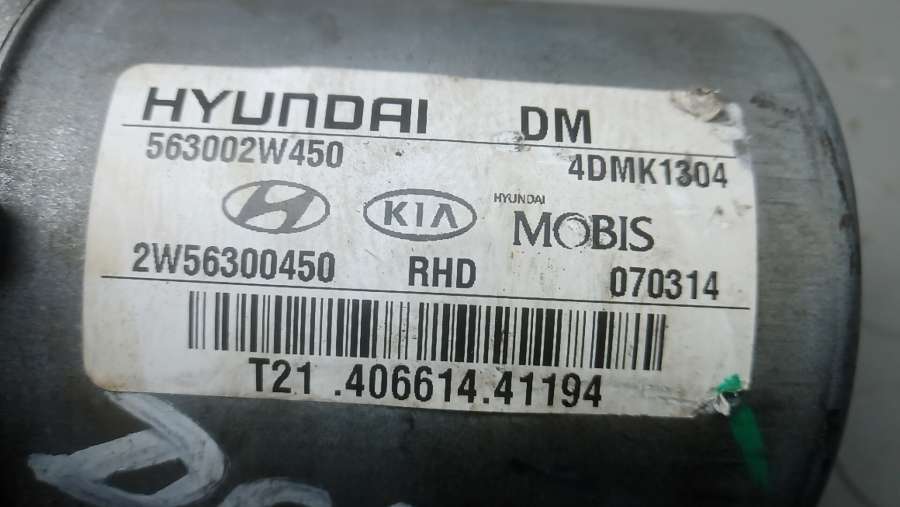 HYUNDAI DM
563002W450 4DMK1304
KIA HYUNDAI MOBIS
2W56300450 RHD 070314
T21 .406614.41194